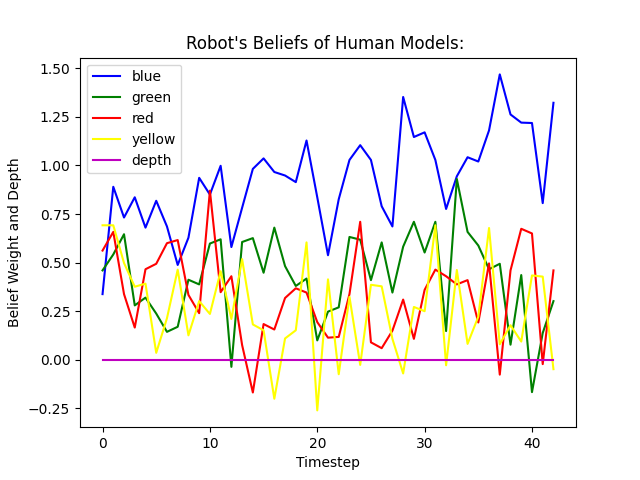 Robot's Beliefs of Human Models:
1.50
1.25
1.00
0.75
0.50
0.25
0.00
−0.25
Belief Weight and Depth
blue
green
red
yellow
depth
0
10
20
30
40
Timestep